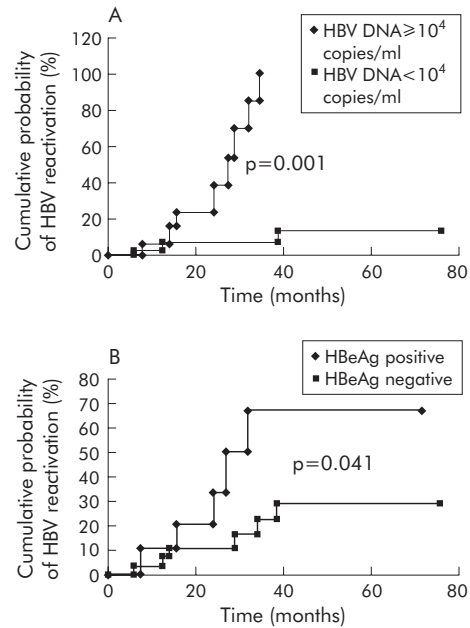 A
HBV DNA≥10⁴
copies/ml
HBV DNA<10⁴
copies/ml
Cumulative probability
of HBV reactivation (%)
120
100
80
60
40
20
0
p=0.001
0 20 40 60 80
Time (months)
B
HBeAg positive
HBeAg negative
Cumulative probability
of HBV reactivation (%)
80
70
60
50
40
30
20
10
0
p=0.041
0 20 40 60 80
Time (months)